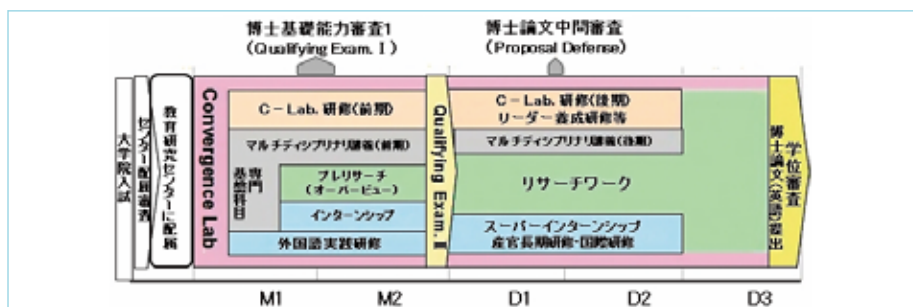 博士基礎能力審査1
(Qualifying Exam. I)
博士論文中間審査
(Proposal Defense)
大学院入試
センター配属審査
教育研究センターに配属
Convergence Lab
C-Lab. 研修(前期)
マルチディシプリナリ講義(前期)
専門
基盤科目
プレリサーチ
(オーバービュー)
インターンシップ
外国語実践研修
Qualifying Exam. II
C-Lab. 研修(後期)
リーダー養成研修等
マルチディシプリナリ講義(後期)
リサーチワーク
スーパーインターンシップ
産官長期研修・国際研修
博士論文(英語)提出
学位審査
M1
M2
D1
D2
D3